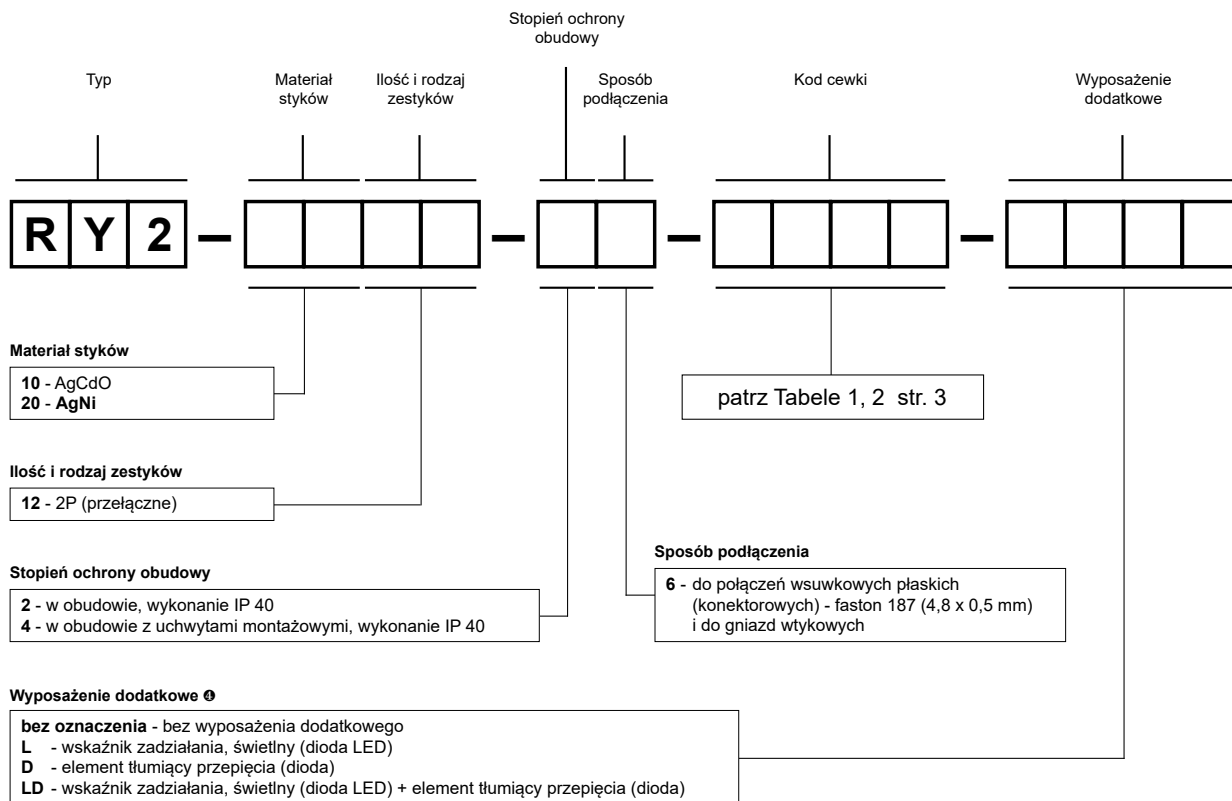 Stopień ochrony
obudowy
Typ
Materiał
styków
Ilość i rodzaj
zestyków
Sposób
podłączenia
Kod cewki
Wyposażenie
dodatkowe
R Y 2 – – – –
Materiał styków
10 - AgCdO
20 - AgNi
patrz Tabele 1, 2 str. 3
Ilość i rodzaj zestyków
12 - 2P (przełączne)
Stopień ochrony obudowy
2 - w obudowie, wykonanie IP 40
4 - w obudowie z uchwytami montażowymi, wykonanie IP 40
Sposób podłączenia
6 - do połączeń wsuwkowych płaskich
(konektorowych) - faston 187 (4,8 x 0,5 mm)
i do gniazd wtykowych
Wyposażenie dodatkowe ❹
bez oznaczenia - bez wyposażenia dodatkowego
L - wskaźnik zadziałania, świetlny (dioda LED)
D - element tłumiący przepięcia (dioda)
LD - wskaźnik zadziałania, świetlny (dioda LED) + element tłumiący przepięcia (dioda)